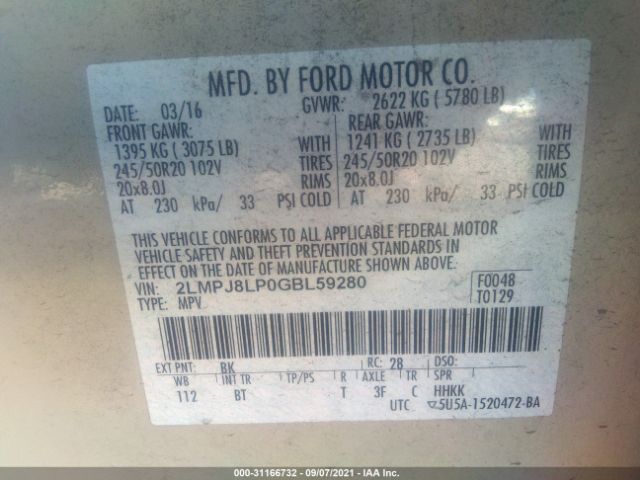 MFD. BY FORD MOTOR CO.
DATE: 03/16 GVWR: 2622 KG ( 5780 LB)
FRONT GAWR: REAR GAWR:
1395 KG ( 3075 LB) WITH 1241 KG ( 2735 LB) WITH
245/50R20 102V TIRES 245/50R20 102V TIRES
20x8.0J RIMS 20x8.0J RIMS
AT 230 kPa/ 33 PSI COLD AT 230 kPa/ 33 PSI COLD
THIS VEHICLE CONFORMS TO ALL APPLICABLE FEDERAL MOTOR
VEHICLE SAFETY AND THEFT PREVENTION STANDARDS IN
EFFECT ON THE DATE OF MANUFACTURE SHOWN ABOVE.
VIN: 2LMPJ8LP0GBL59280 F0048
TYPE: MPV T0129
EXT PNT: BK RC: 28 DSO:
WB INT TR TP/PS R AXLE TR SPR
112 BT T 3F C HHKK
UTC 5U5A-1520472-BA
000-31166732 - 09/07/2021 - IAA Inc.